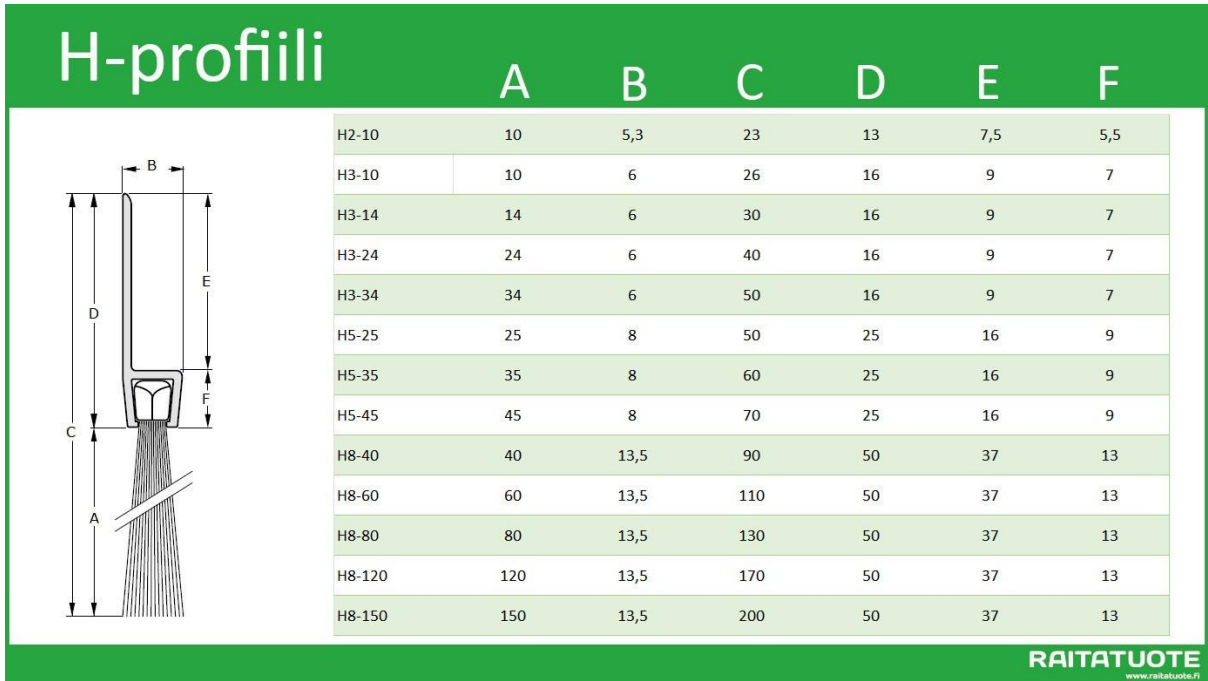 H-profiili
A B C D E F
H2-10 10 5,3 23 13 7,5 5,5
H3-10 10 6 26 16 9 7
H3-14 14 6 30 16 9 7
H3-24 24 6 40 16 9 7
H3-34 34 6 50 16 9 7
H5-25 25 8 50 25 16 9
H5-35 35 8 60 25 16 9
H5-45 45 8 70 25 16 9
H8-40 40 13,5 90 50 37 13
H8-60 60 13,5 110 50 37 13
H8-80 80 13,5 130 50 37 13
H8-120 120 13,5 170 50 37 13
H8-150 150 13,5 200 50 37 13
B
E
D
F
C
A
RAITATUOTE
www.raitatuote.fi